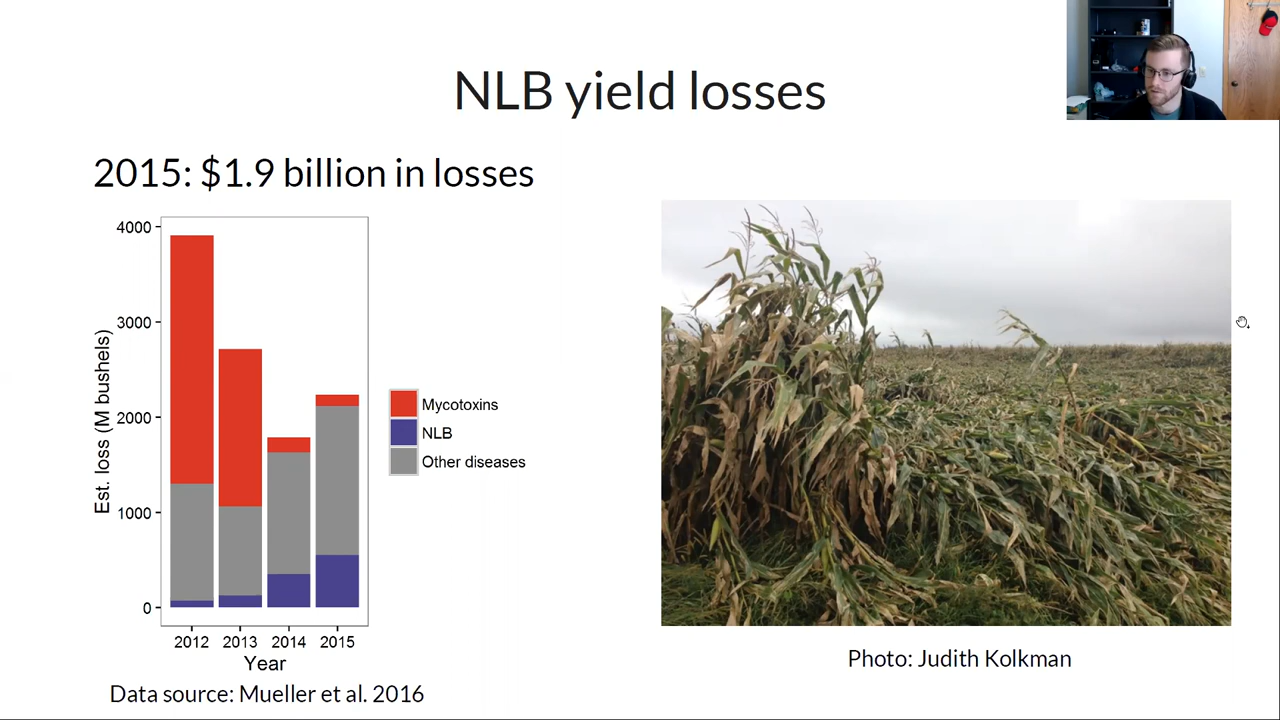 NLB yield losses
2015: $1.9 billion in losses
4000
3000
2000
1000
0
Est. loss (M bushels)
2012 2013 2014 2015
Year
Mycotoxins
NLB
Other diseases
Data source: Mueller et al. 2016
Photo: Judith Kolkman